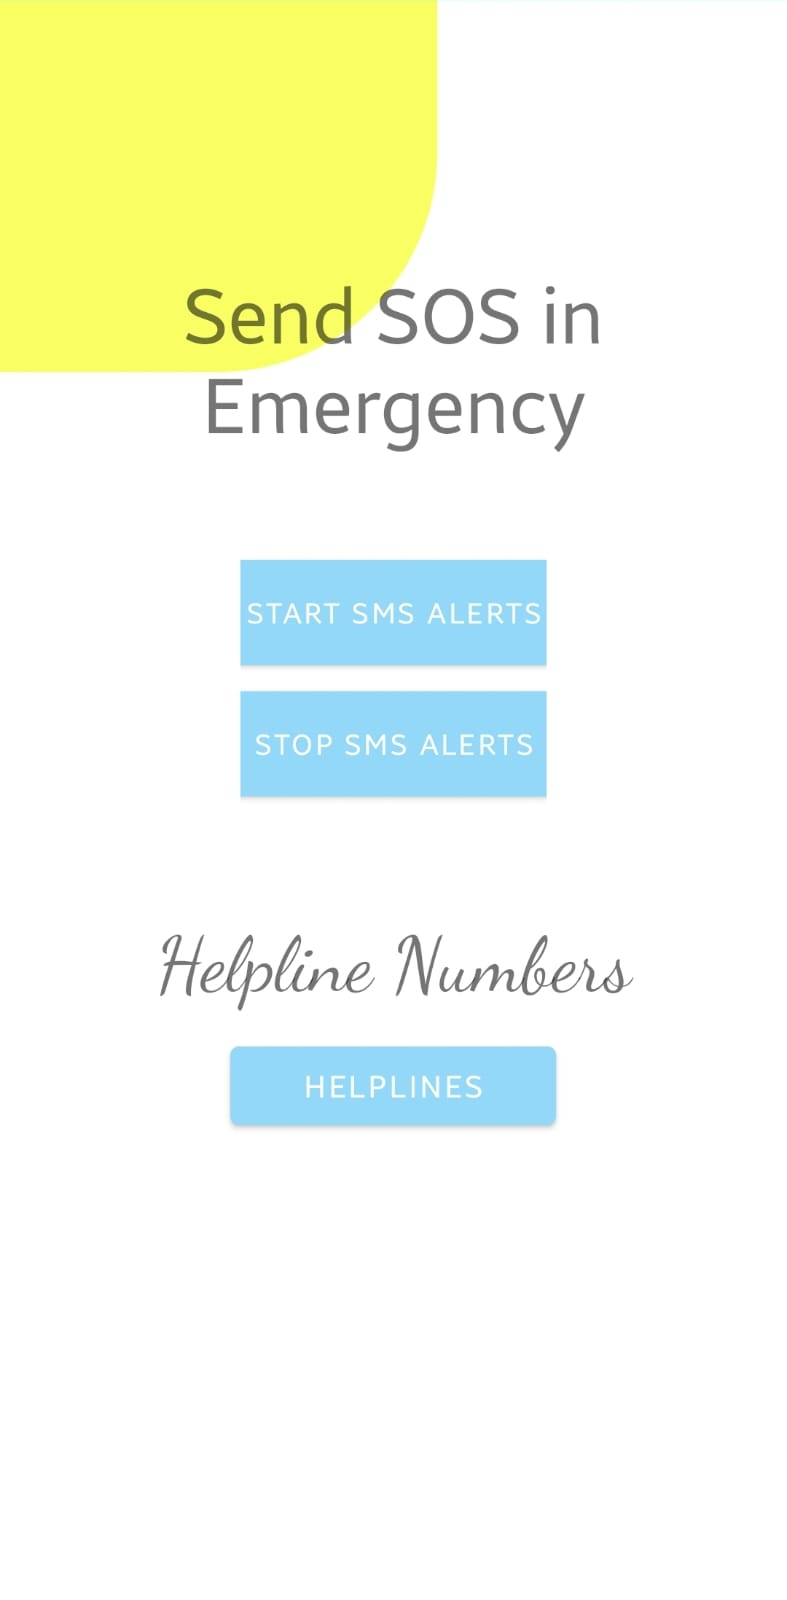 Send SOS in
Emergency
START SMS ALERTS
STOP SMS ALERTS
Helpline Numbers
HELPLINES